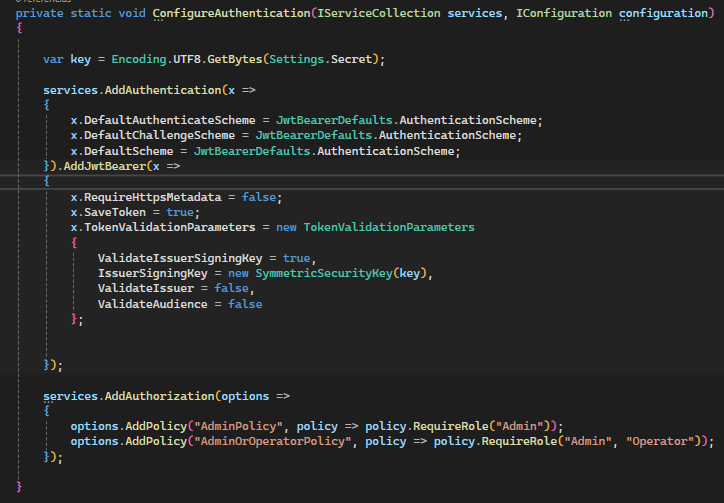 private static void ConfigureAuthentication(IServiceCollection services, IConfiguration configuration)
{
var key = Encoding.UTF8.GetBytes(Settings.Secret);
services.AddAuthentication(x =>
{
x.DefaultAuthenticateScheme = JwtBearerDefaults.AuthenticationScheme;
x.DefaultChallengeScheme = JwtBearerDefaults.AuthenticationScheme;
x.DefaultScheme = JwtBearerDefaults.AuthenticationScheme;
}).AddJwtBearer(x =>
{
x.RequireHttpsMetadata = false;
x.SaveToken = true;
x.TokenValidationParameters = new TokenValidationParameters
{
ValidateIssuerSigningKey = true,
IssuerSigningKey = new SymmetricSecurityKey(key),
ValidateIssuer = false,
ValidateAudience = false
};
});
services.AddAuthorization(options =>
{
options.AddPolicy("AdminPolicy", policy => policy.RequireRole("Admin"));
options.AddPolicy("AdminOrOperatorPolicy", policy => policy.RequireRole("Admin", "Operator"));
});
}